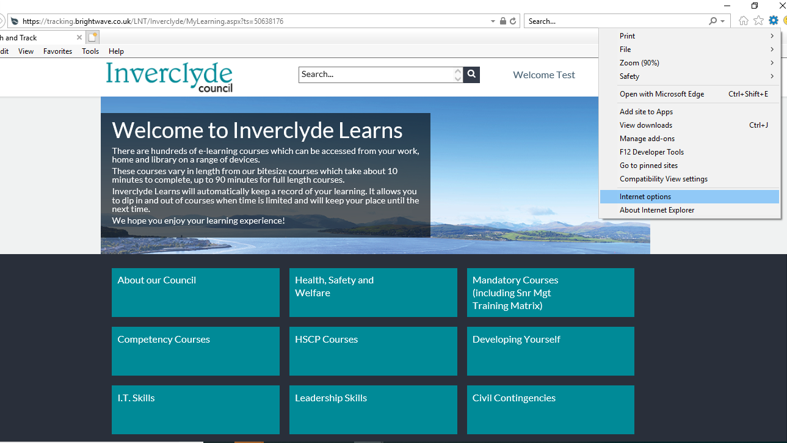 https://tracking.brightwave.co.uk/LNT/Inverclyde/MyLearning.aspx?ts=50638176
Search...
h and Track
dit View Favorites Tools Help
Inverclyde
council
Search...
Welcome Test
Print
File
Zoom (90%)
Safety
Open with Microsoft Edge Ctrl+Shift+E
Add site to Apps
View downloads Ctrl+J
Manage add-ons
F12 Developer Tools
Go to pinned sites
Compatibility View settings
Internet options
About Internet Explorer
Welcome to Inverclyde Learns
There are hundreds of e-learning courses which can be accessed from your work,
home and library on a range of devices.
These courses vary in length from our bitesize courses which take about 10
minutes to complete, up to 90 minutes for full length courses.
Inverclyde Learns will automatically keep a record of your learning. It allows you
to dip in and out of courses when time is limited and will keep your place until the
next time.
We hope you enjoy your learning experience!
About our Council
Health, Safety and
Welfare
Mandatory Courses
(including Snr Mgt
Training Matrix)
Competency Courses
HSCP Courses
Developing Yourself
I.T. Skills
Leadership Skills
Civil Contingencies